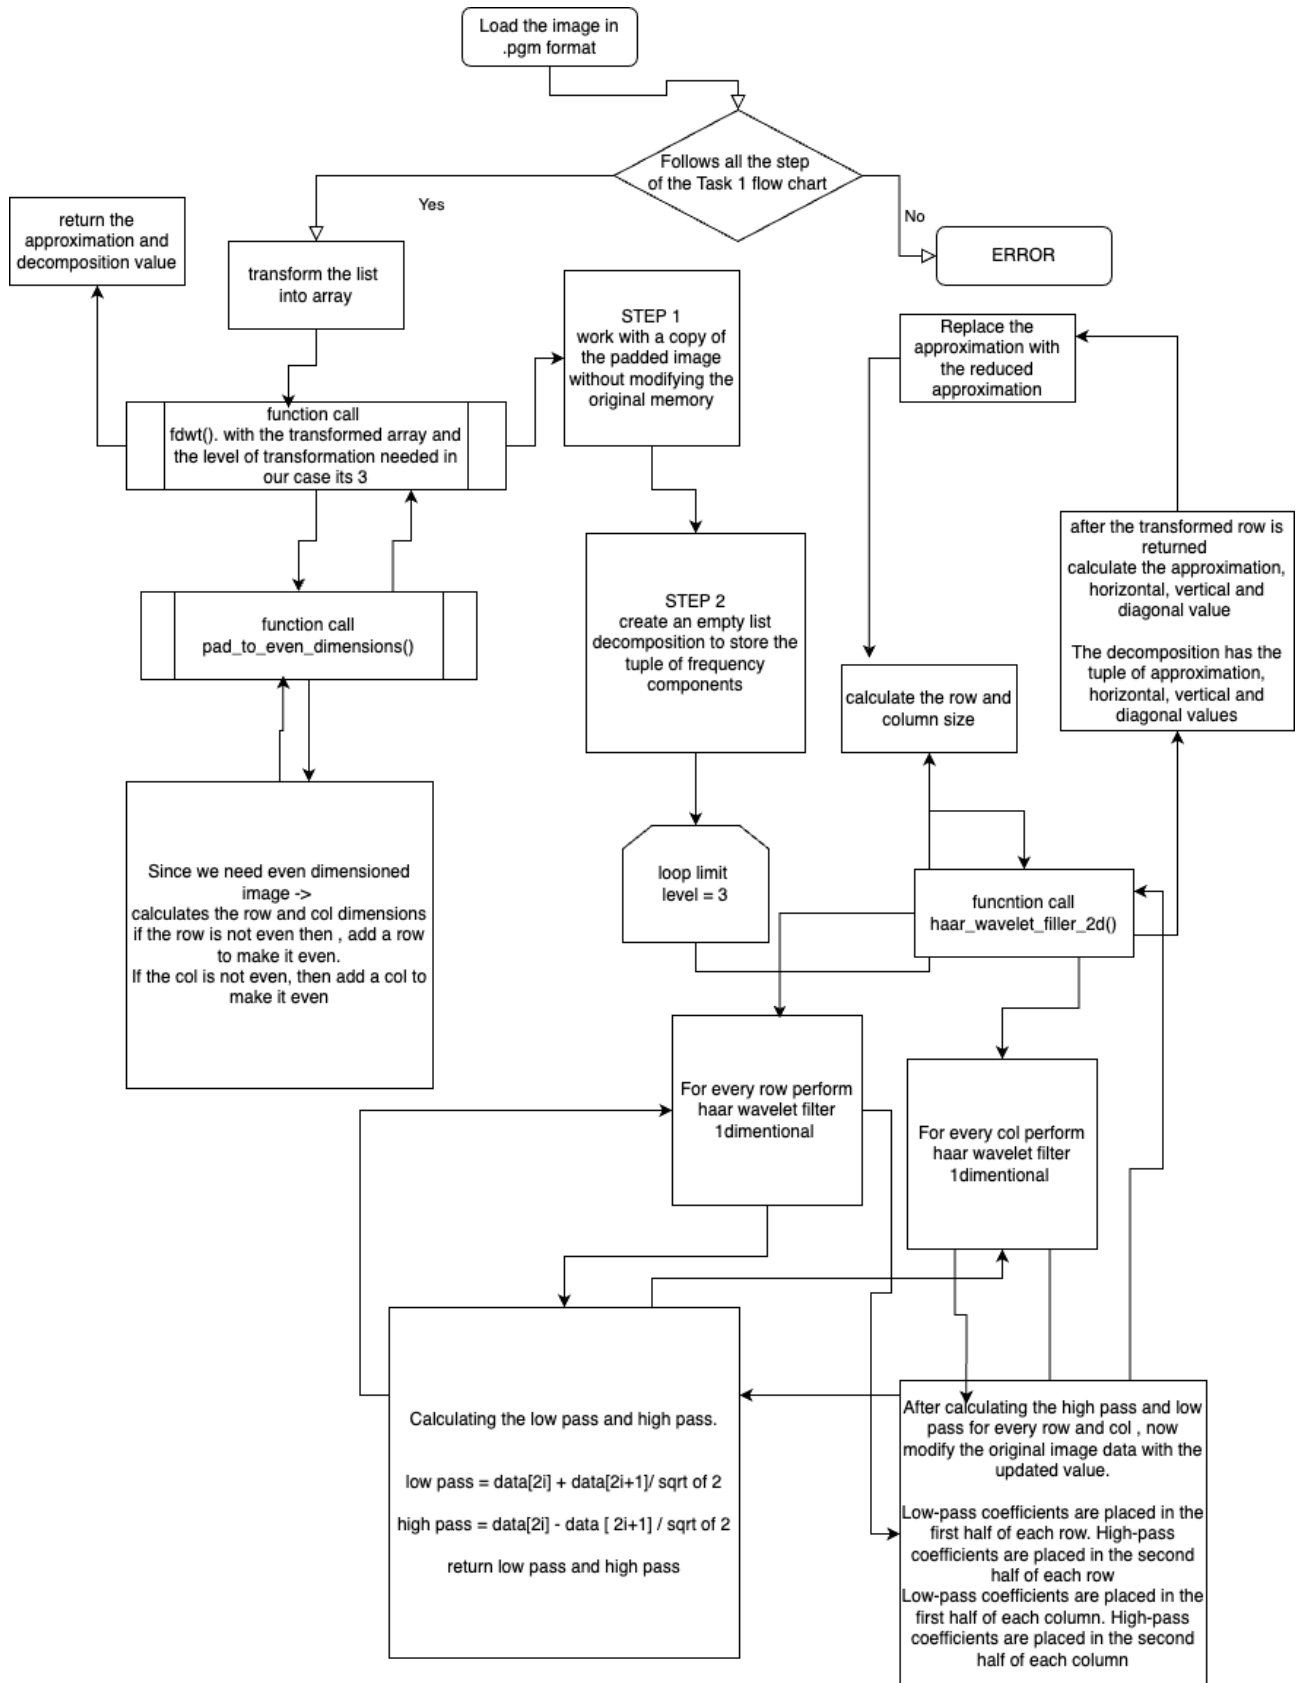 Load the image in
.pgm format
Follows all the step
of the Task 1 flow chart
Yes
No
ERROR
return the
approximation and
decomposition value
transform the list
into array
STEP 1
work with a copy of
the padded image
without modifying the
original memory
Replace the
approximation with
the reduced
approximation
function call
fdwt(). with the transformed array and
the level of transformation needed in
our case its 3
after the transformed row is
returned
calculate the approximation,
horizontal, vertical and
diagonal value
The decomposition has the
tuple of approximation,
horizontal, vertical and
diagonal values
function call
pad_to_even_dimensions()
STEP 2
create an empty list
decomposition to store the
tuple of frequency
components
calculate the row and
column size
Since we need even dimensioned
image ->
calculates the row and col dimensions
if the row is not even then , add a row
to make it even.
If the col is not even, then add a col to
make it even
loop limit
level = 3
funcntion call
haar_wavelet_filler_2d()
For every row perform
haar wavelet filter
1dimentional
For every col perform
haar wavelet filter
1dimentional
Calculating the low pass and high pass.
low pass = data[2i] + data[2i+1]/ sqrt of 2
high pass = data[2i] - data [ 2i+1] / sqrt of 2
return low pass and high pass
After calculating the high pass and low
pass for every row and col , now
modify the original image data with the
updated value.
Low-pass coefficients are placed in the
first half of each row. High-pass
coefficients are placed in the second
half of each row
Low-pass coefficients are placed in the
first half of each column. High-pass
coefficients are placed in the second
half of each column